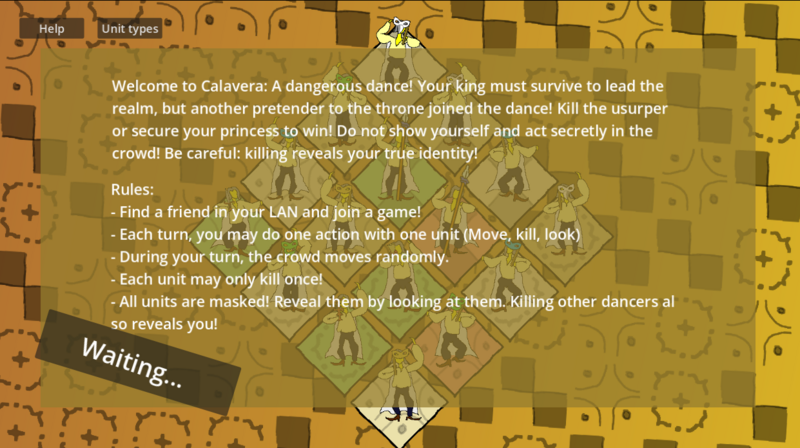 Help
Unit types
Welcome to Calavera: A dangerous dance! Your king must survive to lead the
realm, but another pretender to the throne joined the dance! Kill the usurper
or secure your princess to win! Do not show yourself and act secretly in the
crowd! Be careful: killing reveals your true identity!
Rules:
- Find a friend in your LAN and join a game!
- Each turn, you may do one action with one unit (Move, kill, look)
- During your turn, the crowd moves randomly.
- Each unit may only kill once!
- All units are masked! Reveal them by looking at them. Killing other dancers al
so reveals you!
Waiting...